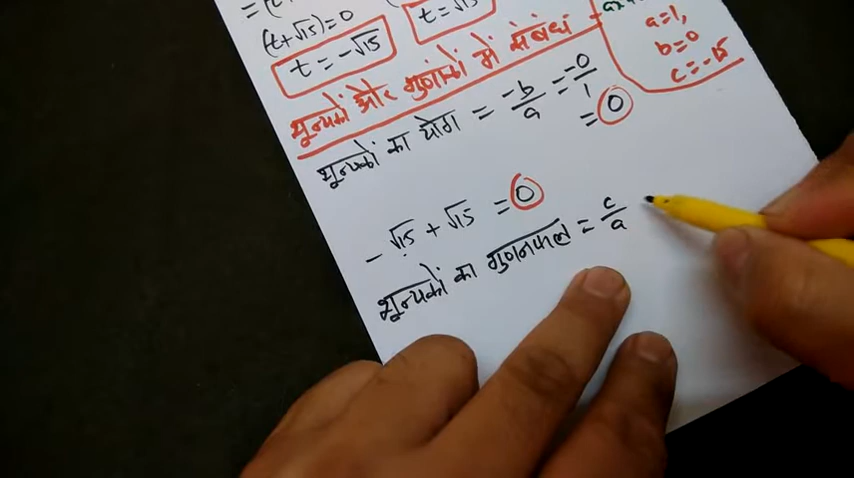 (t+√15)=0
t = -√15
t = √15
शून्यकों और गुणांकों में संबंध -
a=1,
b=0
c=-15
शून्यकों का योग = -b/a = -0/1
= 0
-√15 + √15 = 0
शून्यकों का गुणनफल = c/a